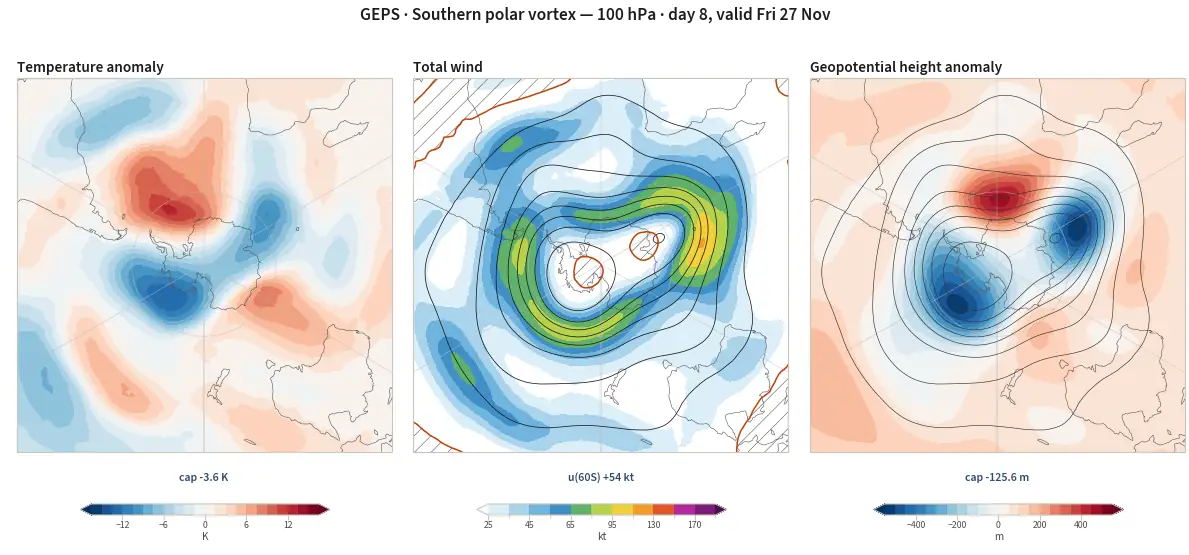 GEPS · Southern polar vortex — 100 hPa · day 8, valid Fri 27 Nov
Temperature anomaly
Total wind
Geopotential height anomaly
cap -3.6 K
u(60S) +54 kt
cap -125.6 m
−12 −6 0 6 12
K
25 45 65 95 130 170
kt
−400 −200 0 200 400
m